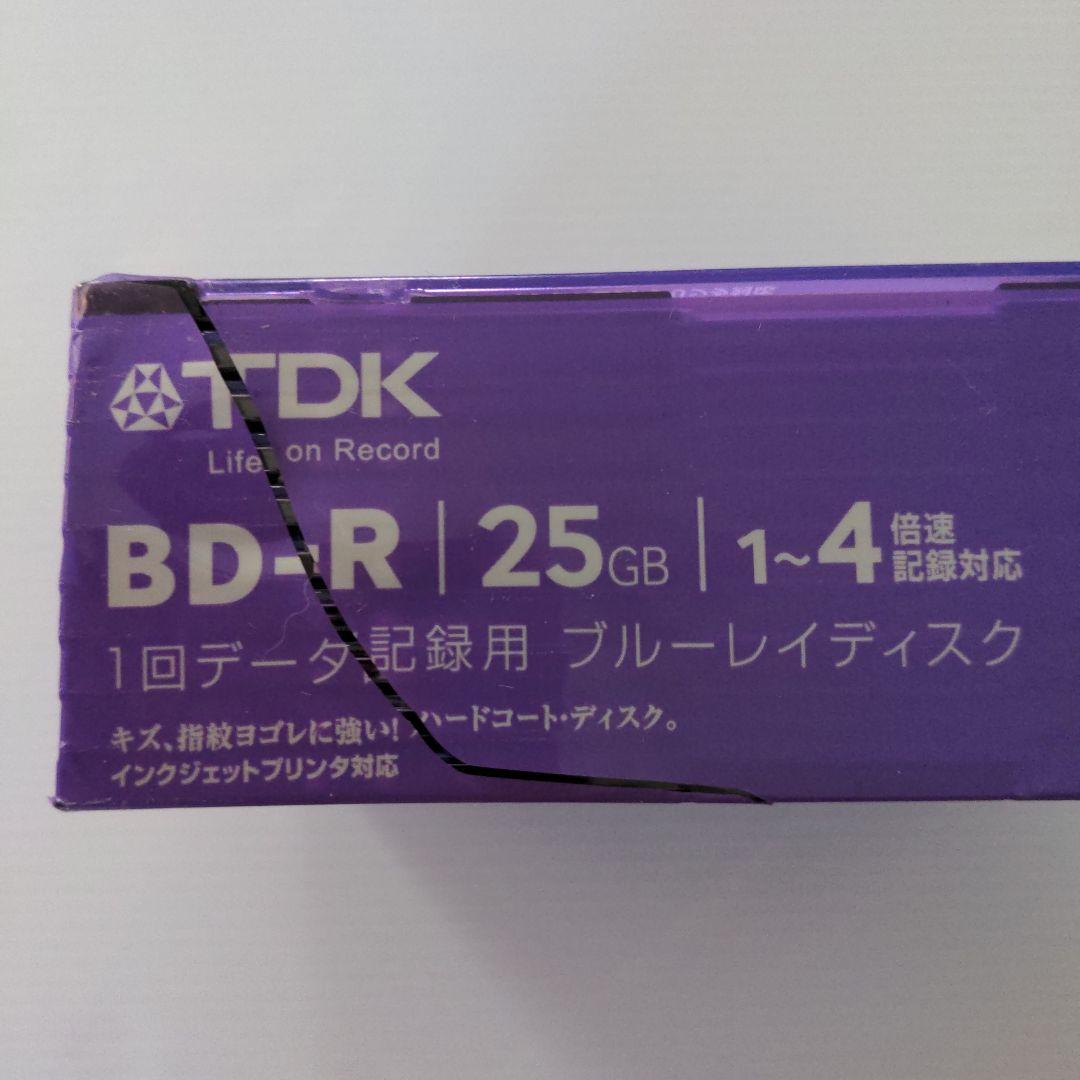 TDK
Life on Record
BD-R | 25GB | 1~4倍速記録対応
1回データ記録用 ブルーレイディスク
キズ、指紋ヨゴレに強い! ハードコート・ディスク。
インクジェットプリンタ対応